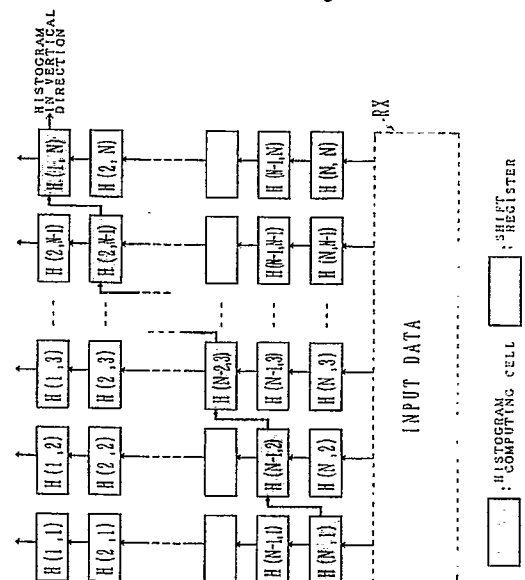 HISTOGRAM
IN VERTICAL
DIRECTION
H (1 ,1)
H (1 ,2)
H (1 ,3)
H (2,N-1)
H (1, N)
H (2 ,1)
H (2 ,2)
H (2 ,3)
H (2,N-1)
H (2, N)
H (N-2,3)
H (N-1,1)
H (N-1,2)
H (N-1,3)
H (N-1,N-1)
H (N-1,N)
H (N ,1)
H (N ,2)
H (N ,3)
H (N,N-1)
H (N, N)
RX
INPUT DATA
; HISTOGRAM
COMPUTING CELL
; SHIFT
REGISTER